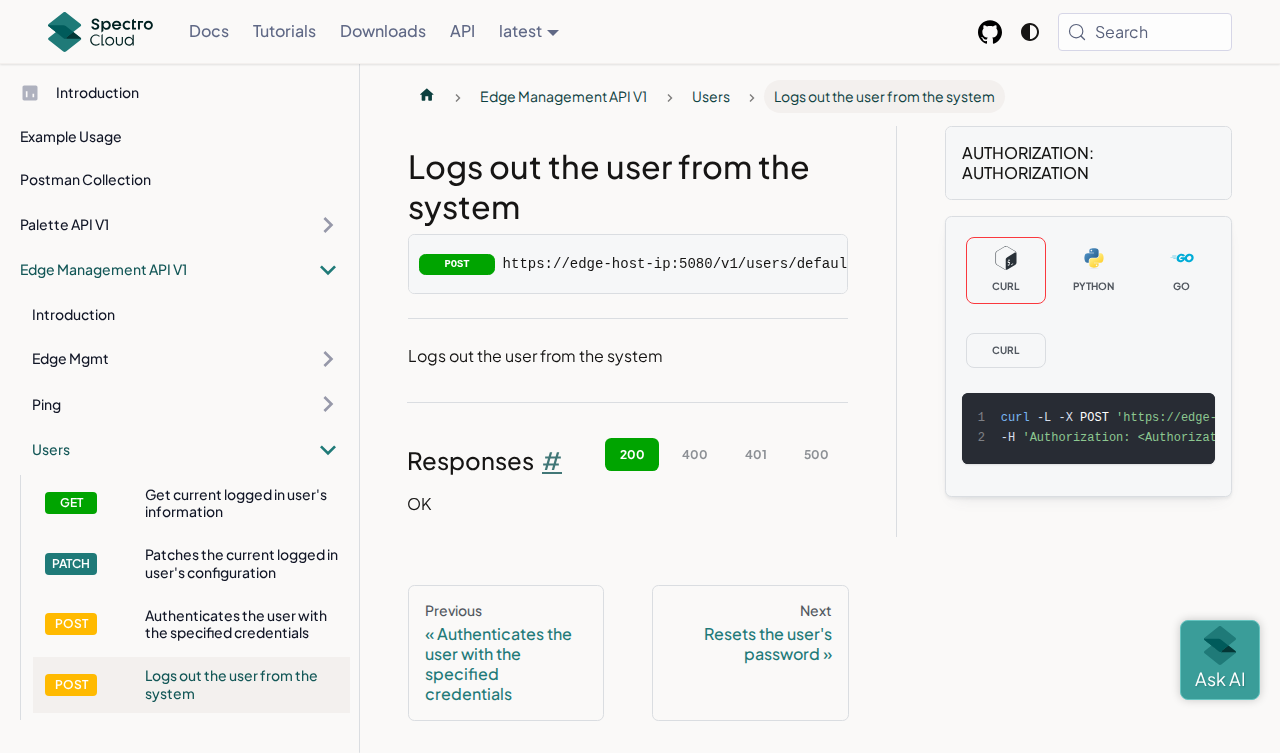 Spectro Cloud
Docs
Tutorials
Downloads
API
latest
Search
Introduction
Example Usage
Postman Collection
Palette API V1
Edge Management API V1
Introduction
Edge Mgmt
Ping
Users
GET
Get current logged in user's
information
PATCH
Patches the current logged in
user's configuration
POST
Authenticates the user with
the specified credentials
POST
Logs out the user from the
system
Edge Management API V1
Users
Logs out the user from the system
Logs out the user from the
system
POST
https://edge-host-ip:5080/v1/users/defaul
Logs out the user from the system
Responses #
200
400
401
500
OK
Previous
« Authenticates the
user with the
specified
credentials
Next
Resets the user's
password »
AUTHORIZATION:
AUTHORIZATION
CURL
PYTHON
GO
CURL
1 curl -L -X POST 'https://edge-
2 -H 'Authorization: <Authorizat
Ask AI